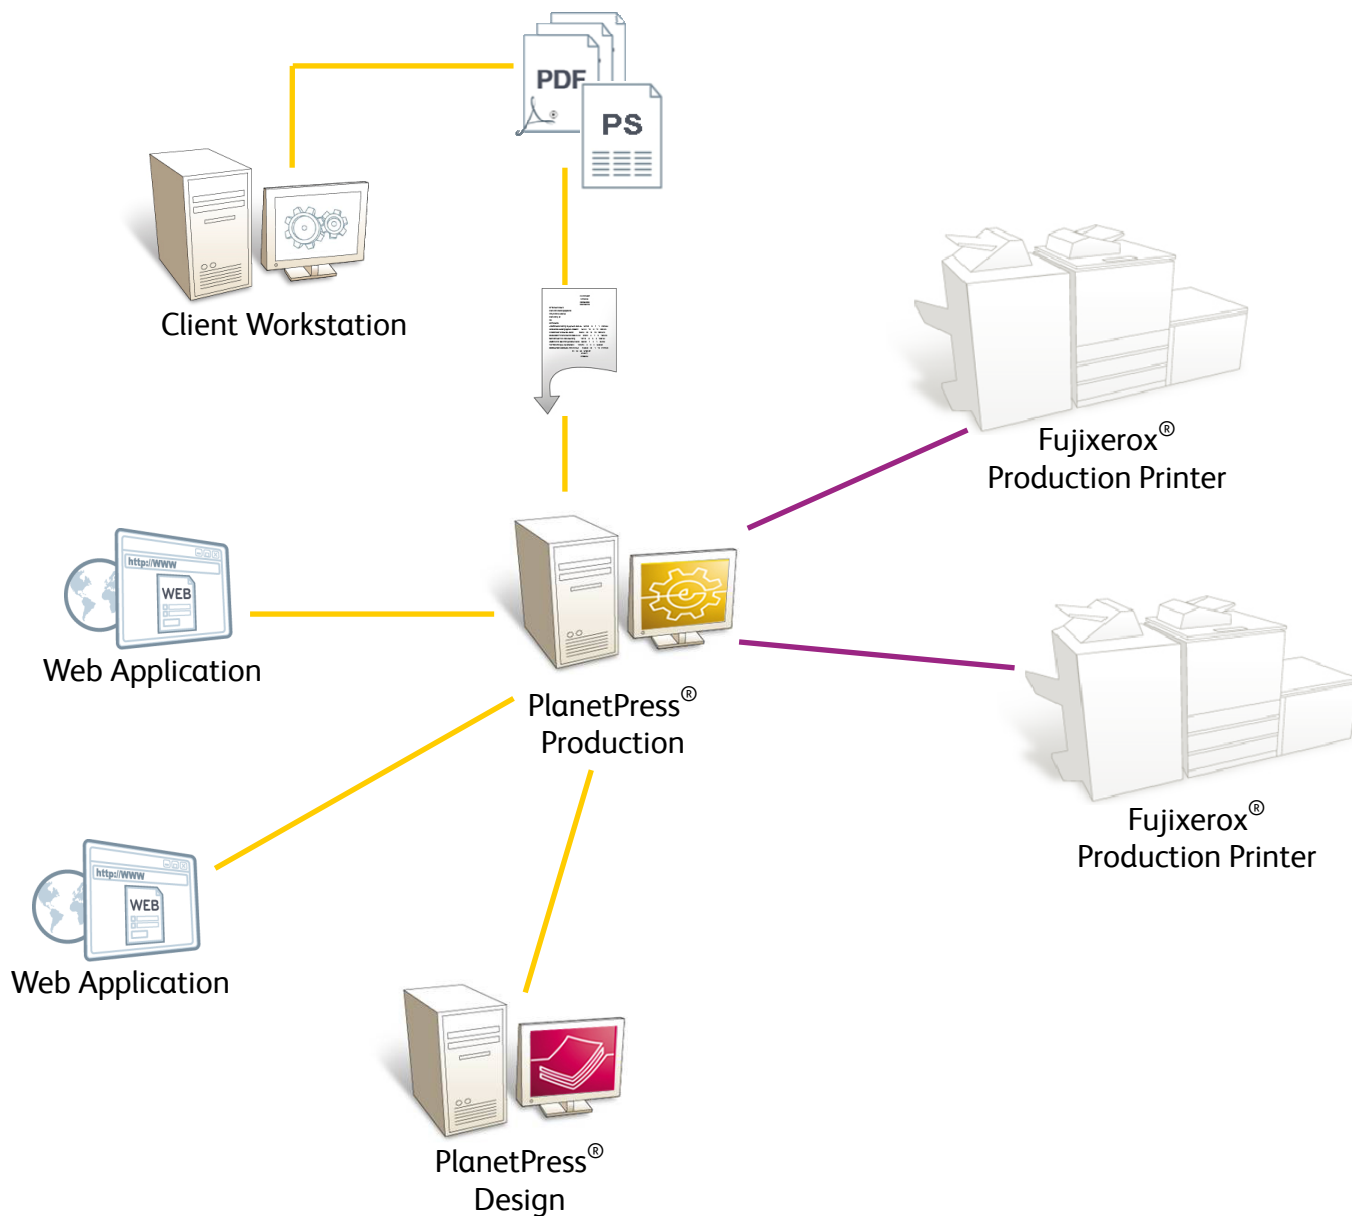 PDF
PS
Client Workstation
Fujixerox®
Production Printer
http://WWW
WEB
Web Application
PlanetPress®
Production
Fujixerox®
Production Printer
http://WWW
WEB
Web Application
PlanetPress®
Design